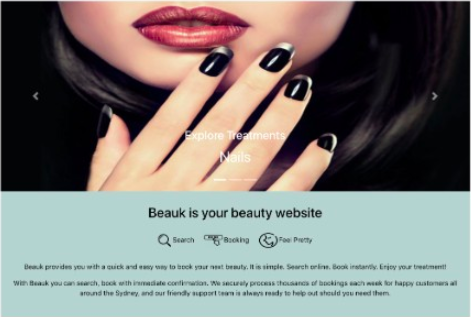 Explore Treatments
Nails
Beauk is your beauty website
Search
Booking
Feel Pretty
Beauk provides you with a quick and easy way to book your next beauty. It is simple. Search online. Book instantly. Enjoy your treatment!
With Beauk you can search, book with immediate confirmation. We securely process thousands of bookings each week for happy customers all
around the Sydney, and our friendly support team is always ready to help out should you need them.